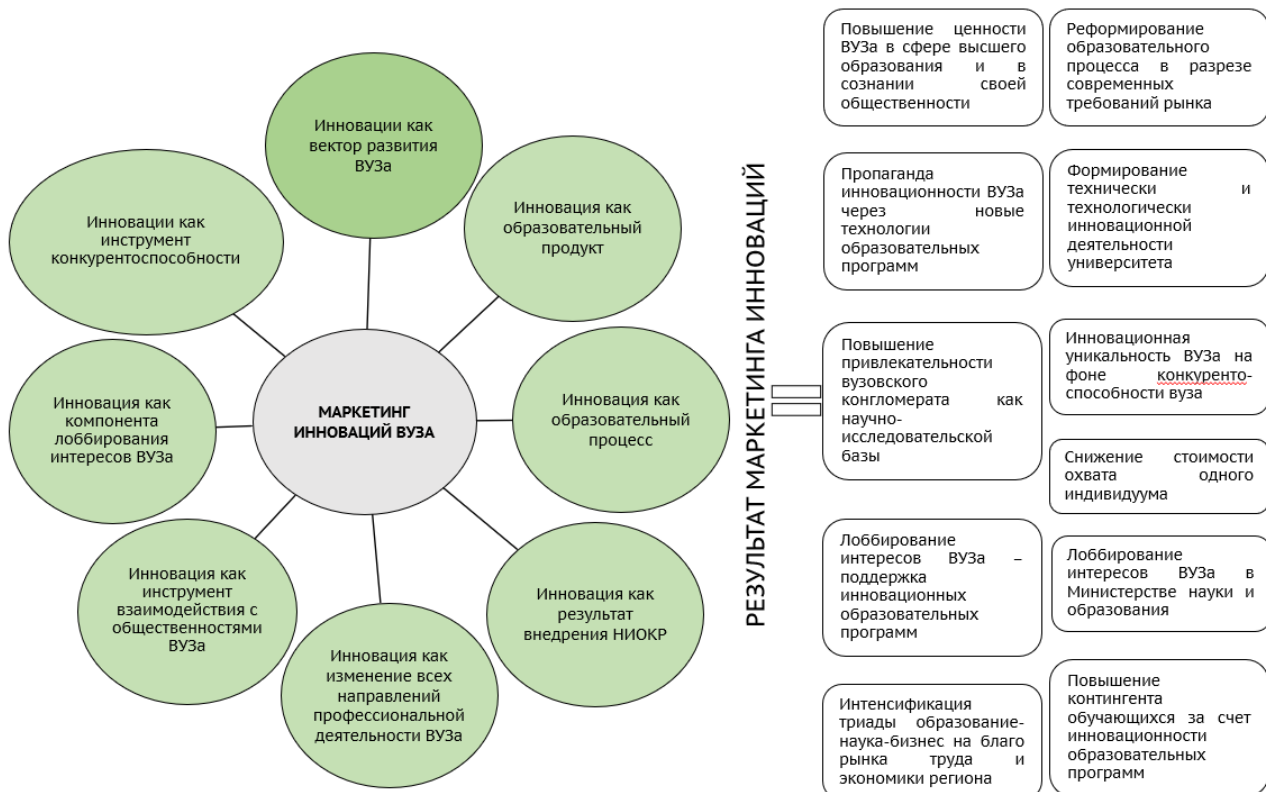 Инновации как
вектор развития
ВУЗа
Инновация как
образовательный
продукт
Инновация как
образовательный
процесс
Инновация как
результат
внедрения НИОКР
Инновация как
изменение всех
направлений
профессиональной
деятельности ВУЗа
Инновация как
инструмент
взаимодействия с
общественностями
ВУЗа
Инновация как
компонента
лоббирования
интересов ВУЗа
Инновации как
инструмент
конкурентоспособности
МАРКЕТИНГ
ИННОВАЦИЙ ВУЗА
РЕЗУЛЬТАТ МАРКЕТИНГА ИННОВАЦИЙ
Повышение ценности
ВУЗа в сфере высшего
образования и в
сознании своей
общественности
Реформирование
образовательного
процесса в разрезе
современных
требований рынка
Пропаганда
инновационности ВУЗа
через новые
технологии
образовательных
программ
Формирование
технически и
технологически
инновационной
деятельности
университета
Повышение
привлекательности
вузовского
конгломерата как
научно-
исследовательской
базы
Инновационная
уникальность ВУЗа на
фоне конкуренто-
способности вуза
Снижение стоимости
охвата одного
индивидуума
Лоббирование
интересов ВУЗа –
поддержка
инновационных
образовательных
программ
Лоббирование
интересов ВУЗа в
Министерстве науки и
образования
Интенсификация
триады образование-
наука-бизнес на благо
рынка труда и
экономики региона
Повышение
контингента
обучающихся за счет
инновационности
образовательных
программ